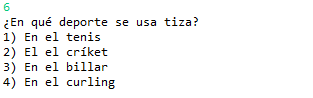 6
¿En qué deporte se usa tiza?
1) En el tenis
2) El el críket
3) En el billar
4) En el curling